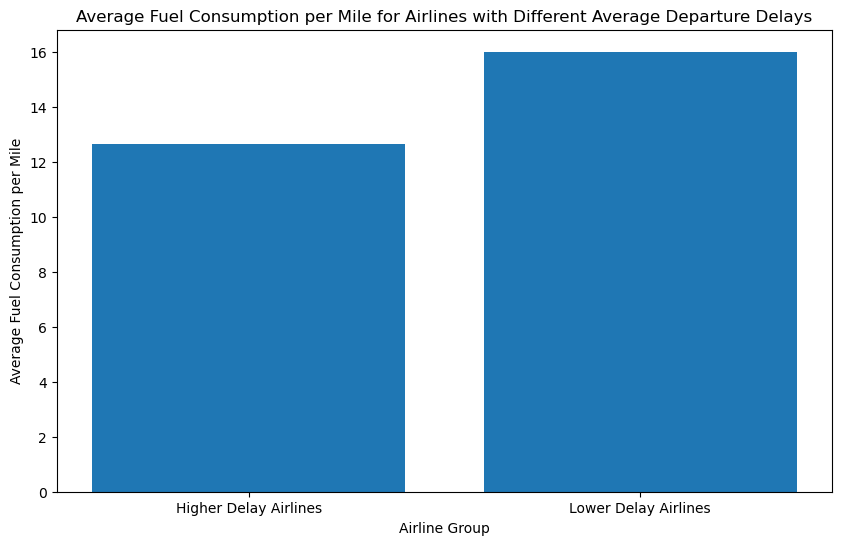 Average Fuel Consumption per Mile for Airlines with Different Average Departure Delays
Average Fuel Consumption per Mile
16
14
12
10
8
6
4
2
0
Higher Delay Airlines
Lower Delay Airlines
Airline Group